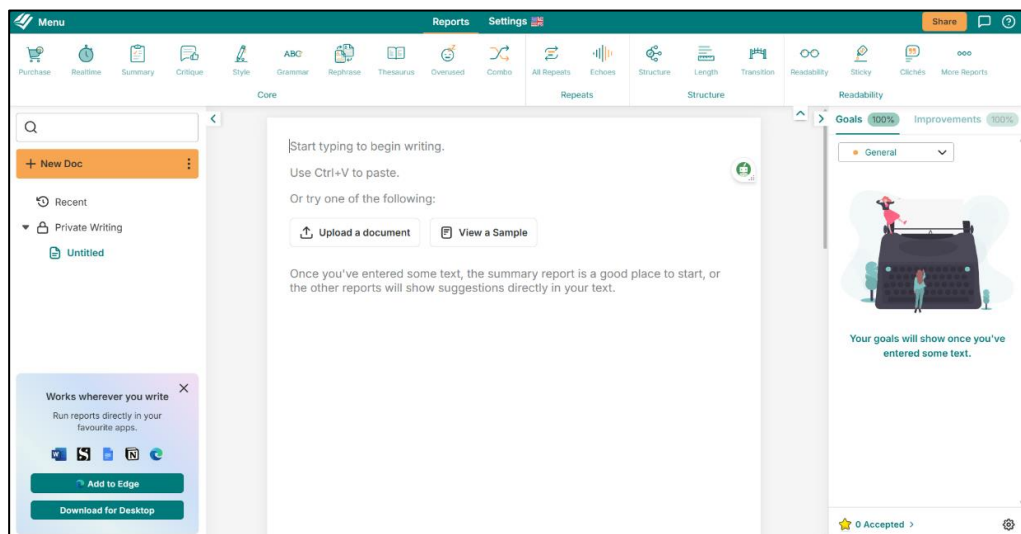 Menu
Reports
Settings
Share
Purchase
Realtime
Summary
Critique
Style
Grammar
Rephrase
Thesaurus
Overused
Combo
All Repeats
Echoes
Structure
Length
Transition
Readability
Sticky
Clichés
More Reports
ABC
Core
Repeats
Structure
Readability
+ New Doc
Recent
Private Writing
Untitled
Works wherever you write
Run reports directly in your
favourite apps.
Add to Edge
Download for Desktop
Start typing to begin writing.
Use Ctrl+V to paste.
Or try one of the following:
Upload a document
View a Sample
Once you've entered some text, the summary report is a good place to start, or
the other reports will show suggestions directly in your text.
Goals 100%
Improvements 100%
General
Your goals will show once you've
entered some text.
0 Accepted >